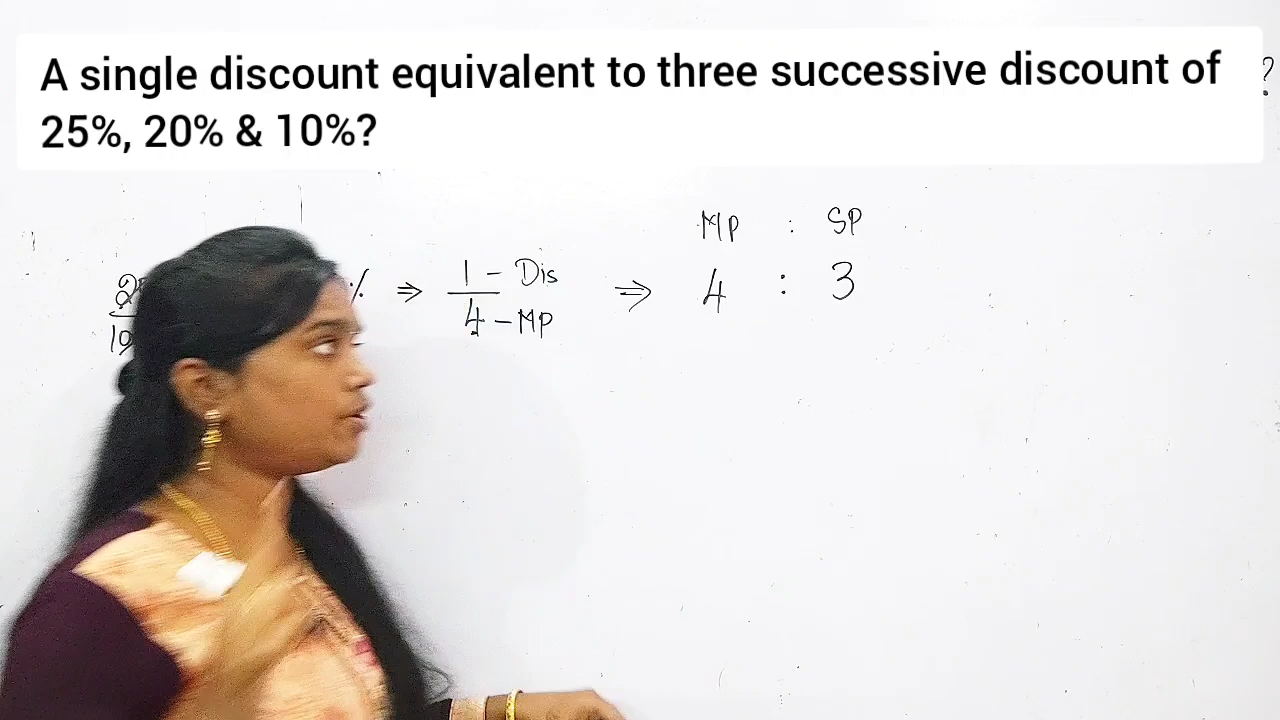 A single discount equivalent to three successive discount of
25%, 20% & 10%?
?
MP : SP
% ⇒ 1 - Dis ⇒ 4 : 3
4 - MP